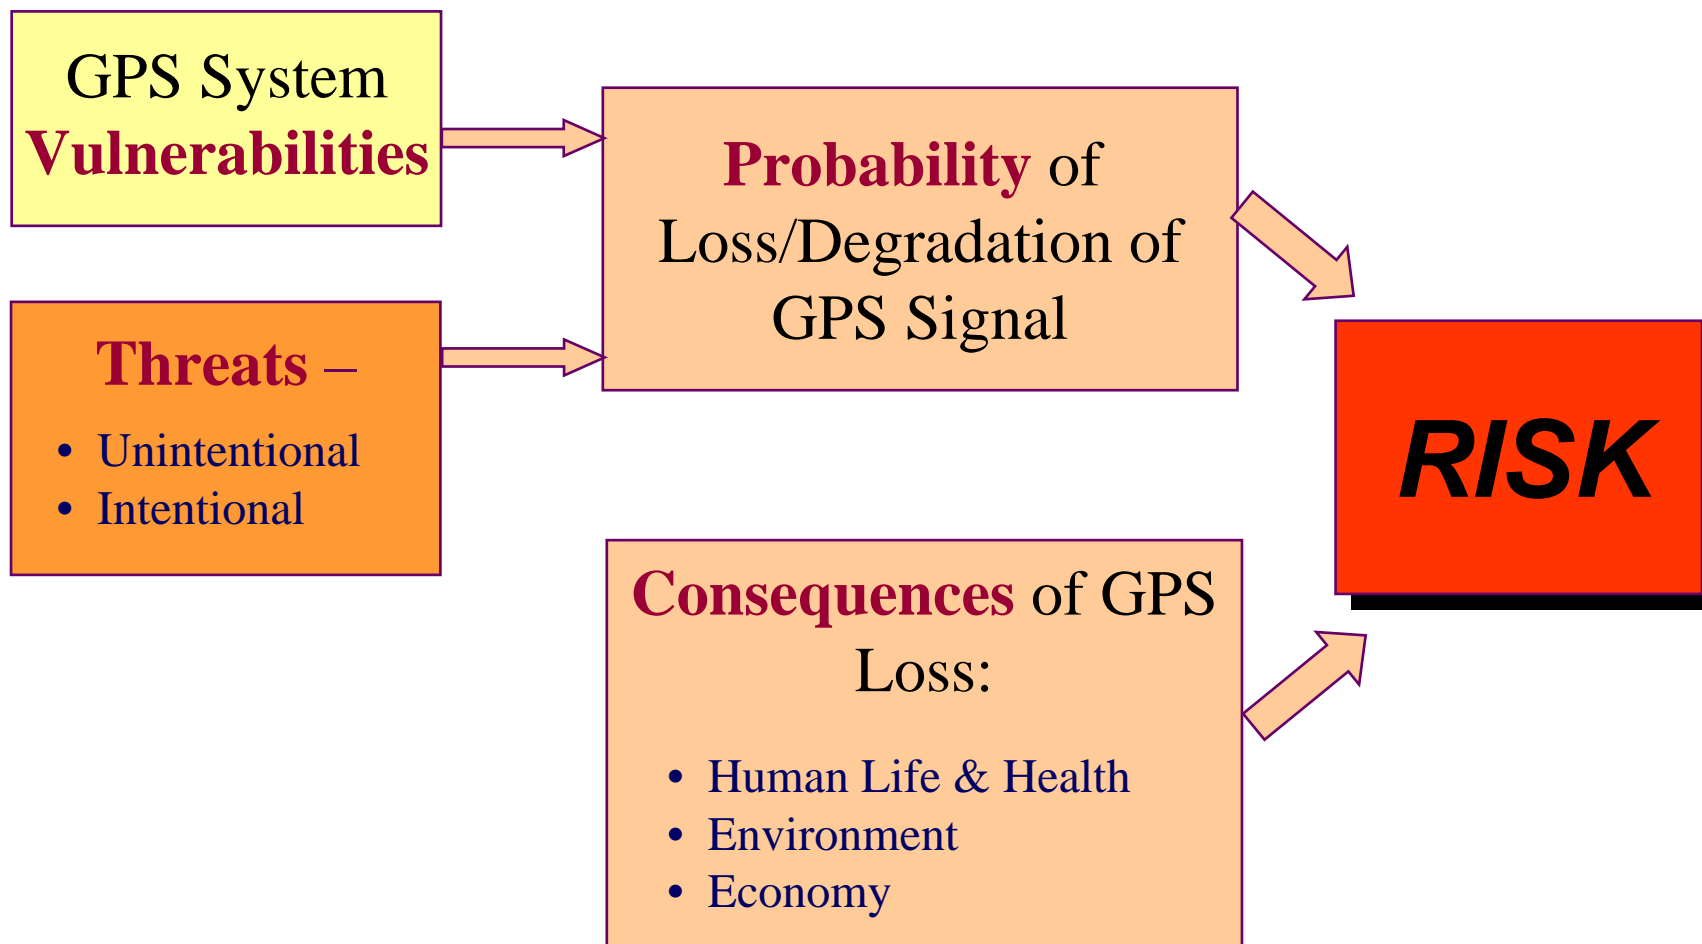 GPS System
Vulnerabilities
Threats –
• Unintentional
• Intentional
Probability of
Loss/Degradation of
GPS Signal
Consequences of GPS
Loss:
• Human Life & Health
• Environment
• Economy
RISK